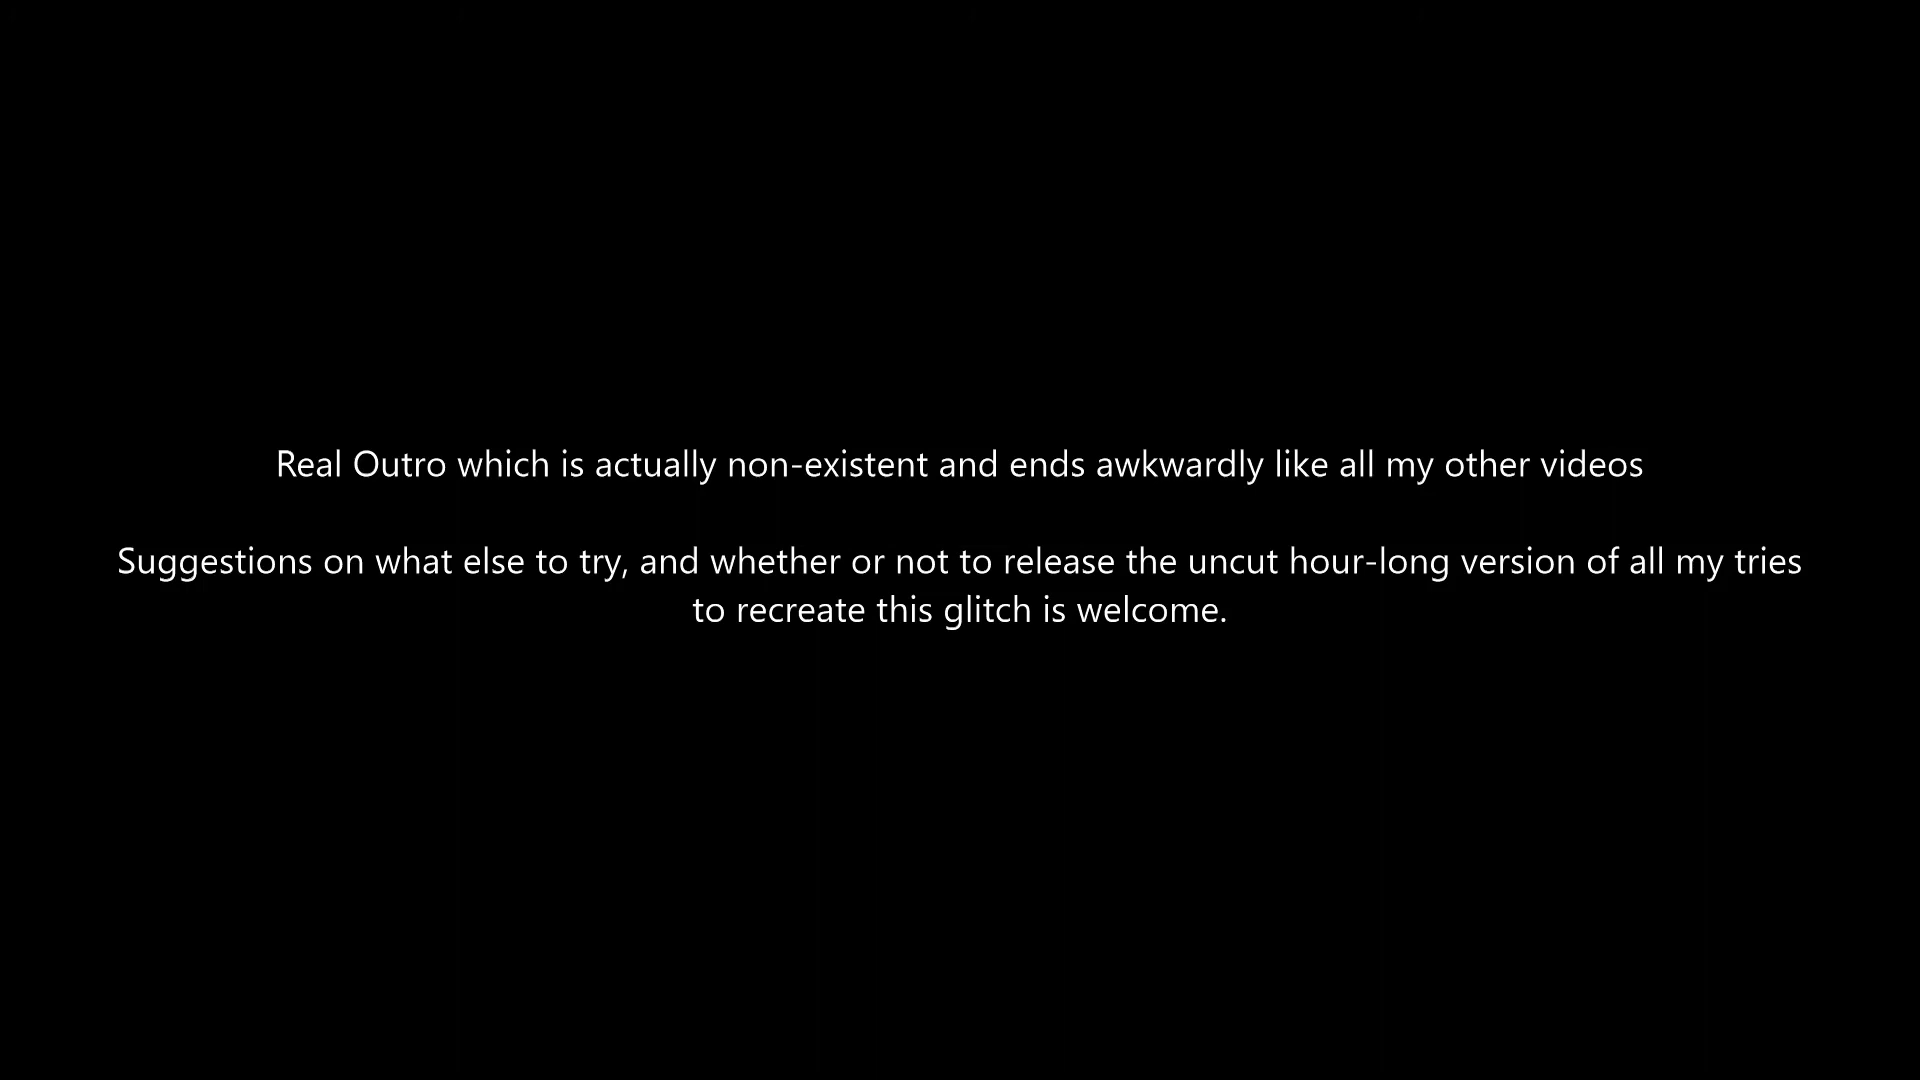 Real Outro which is actually non-existent and ends awkwardly like all my other videos
Suggestions on what else to try, and whether or not to release the uncut hour-long version of all my tries
to recreate this glitch is welcome.